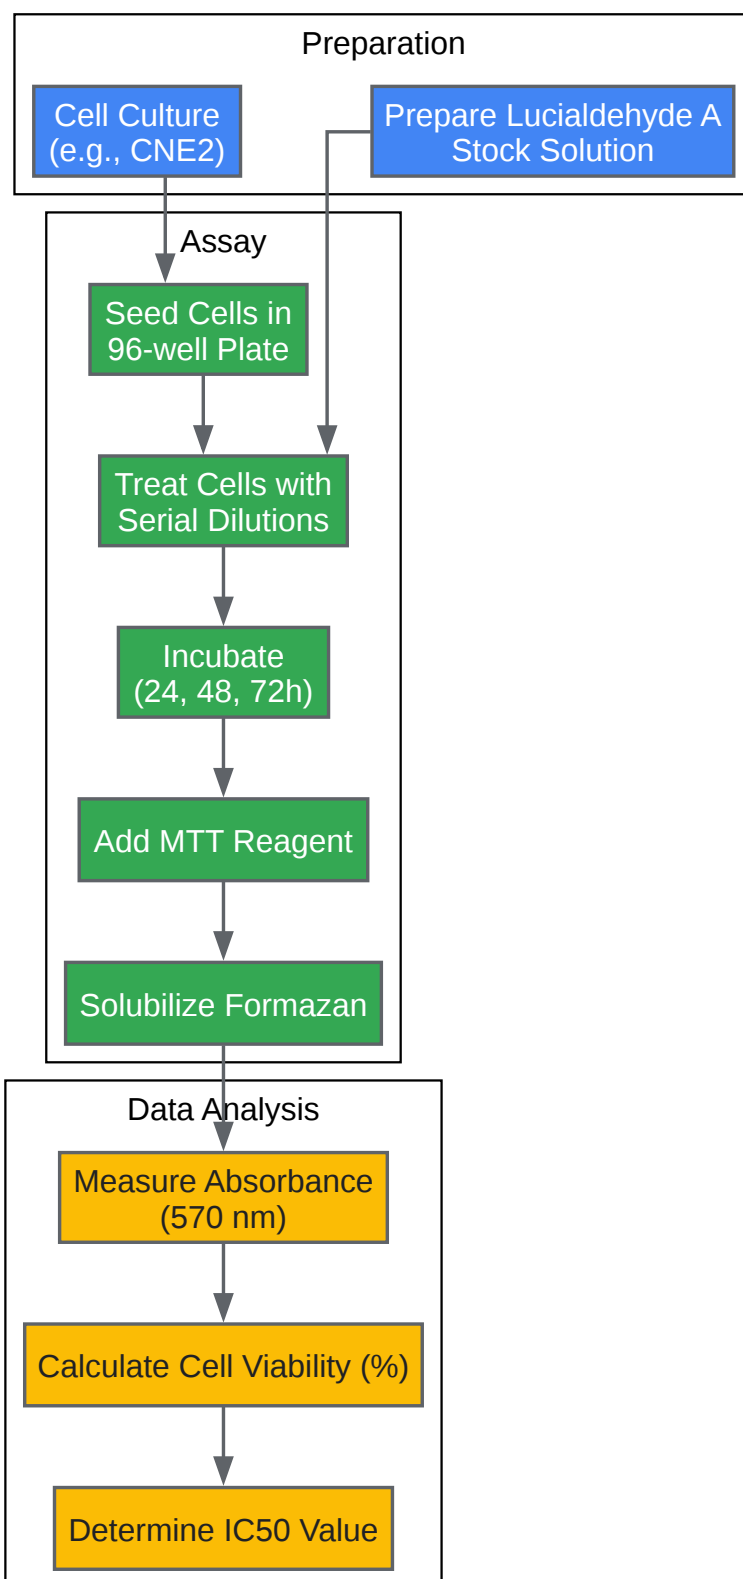 Preparation
Cell Culture
(e.g., CNE2)
Prepare Lucialdehyde A
Stock Solution
Assay
Seed Cells in
96-well Plate
Treat Cells with
Serial Dilutions
Incubate
(24, 48, 72h)
Add MTT Reagent
Solubilize Formazan
Data Analysis
Measure Absorbance
(570 nm)
Calculate Cell Viability (%)
Determine IC50 Value